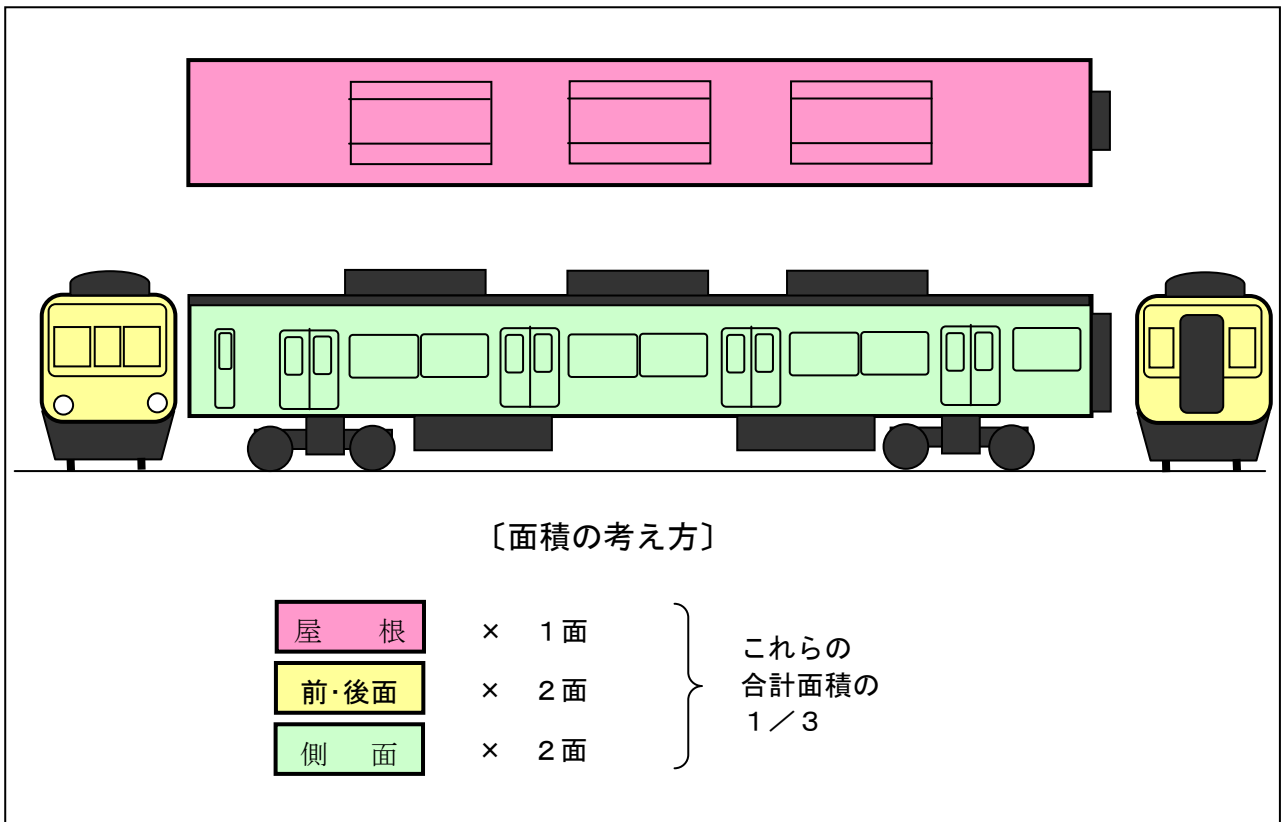 〔面積の考え方〕
屋　根　×　１面
前・後面　×　２面
側　面　×　２面
これらの
合計面積の
１／３